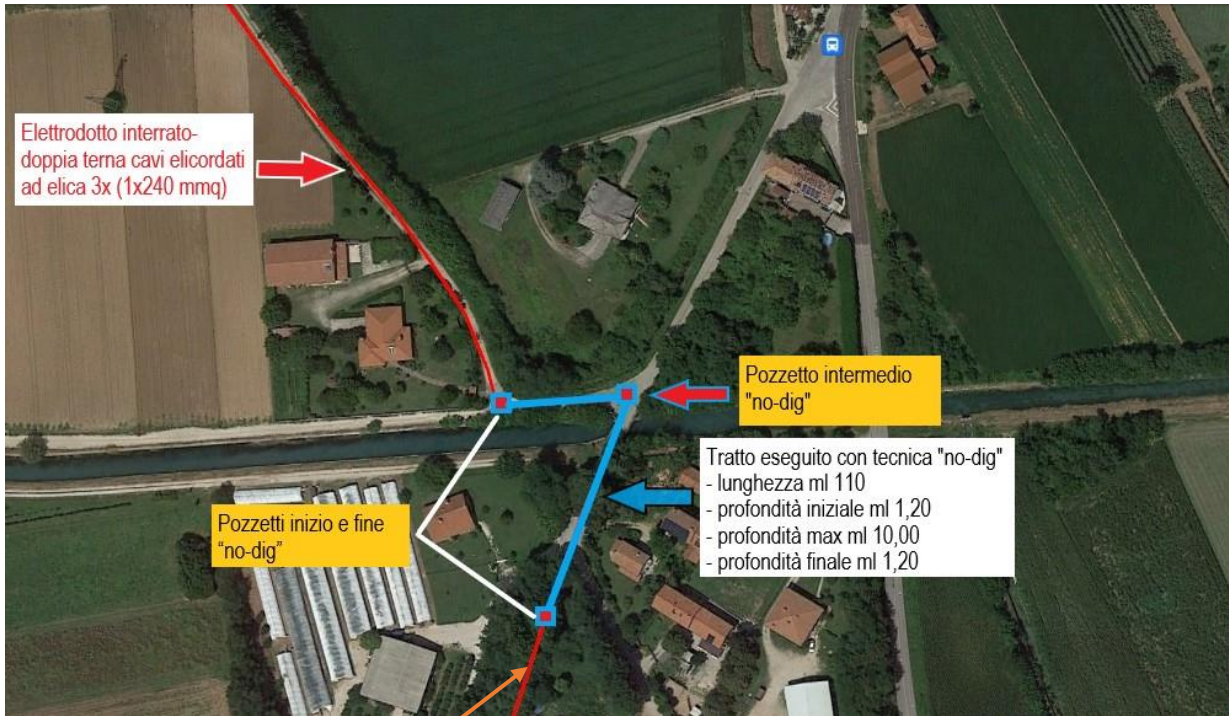 Elettrodotto interrato-
doppia terna cavi elicordati
ad elica 3x (1x240 mmq)
Pozzetto intermedio
"no-dig"
Tratto eseguito con tecnica "no-dig"
- lunghezza ml 110
- profondità iniziale ml 1,20
- profondità max ml 10,00
- profondità finale ml 1,20
Pozzetti inizio e fine
“no-dig”